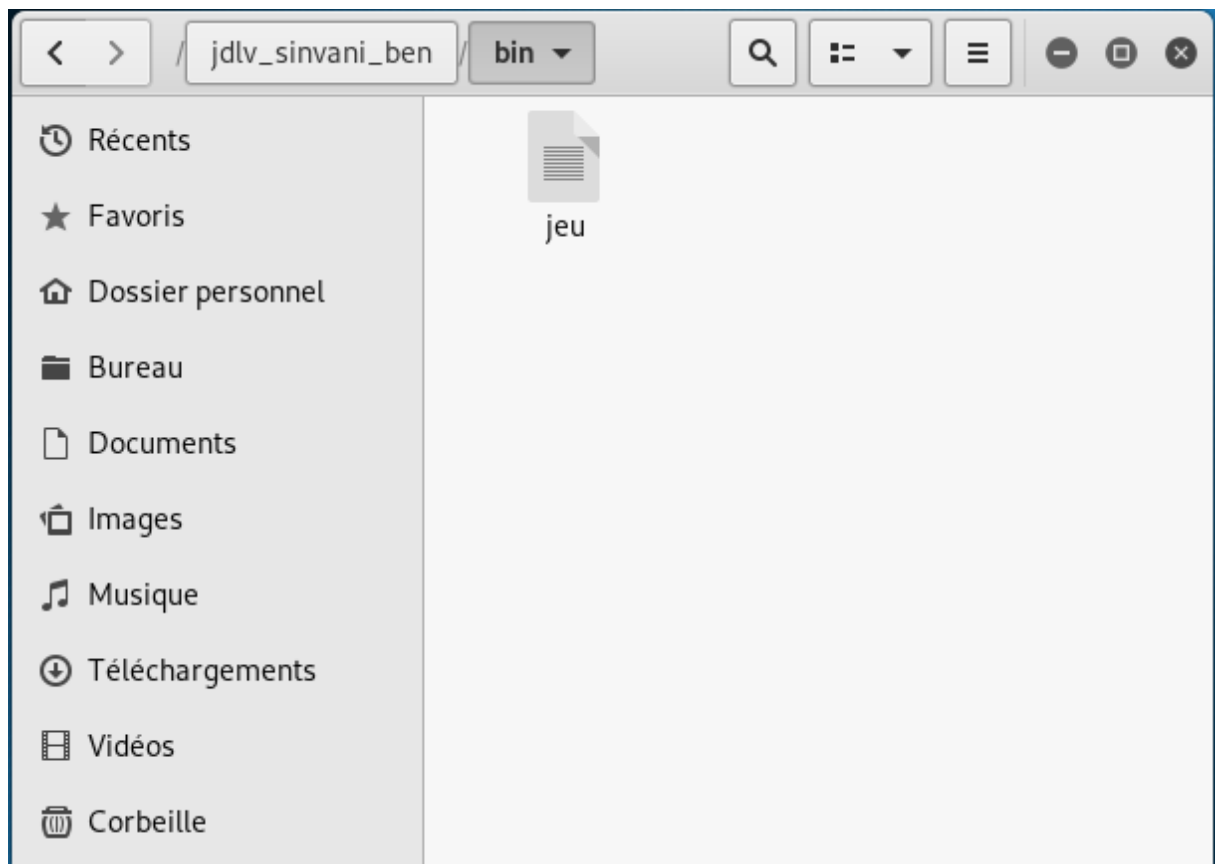 / jdlv_sinvani_ben / bin
Récents
Favoris
Dossier personnel
Bureau
Documents
Images
Musique
Téléchargements
Vidéos
Corbeille
jeu